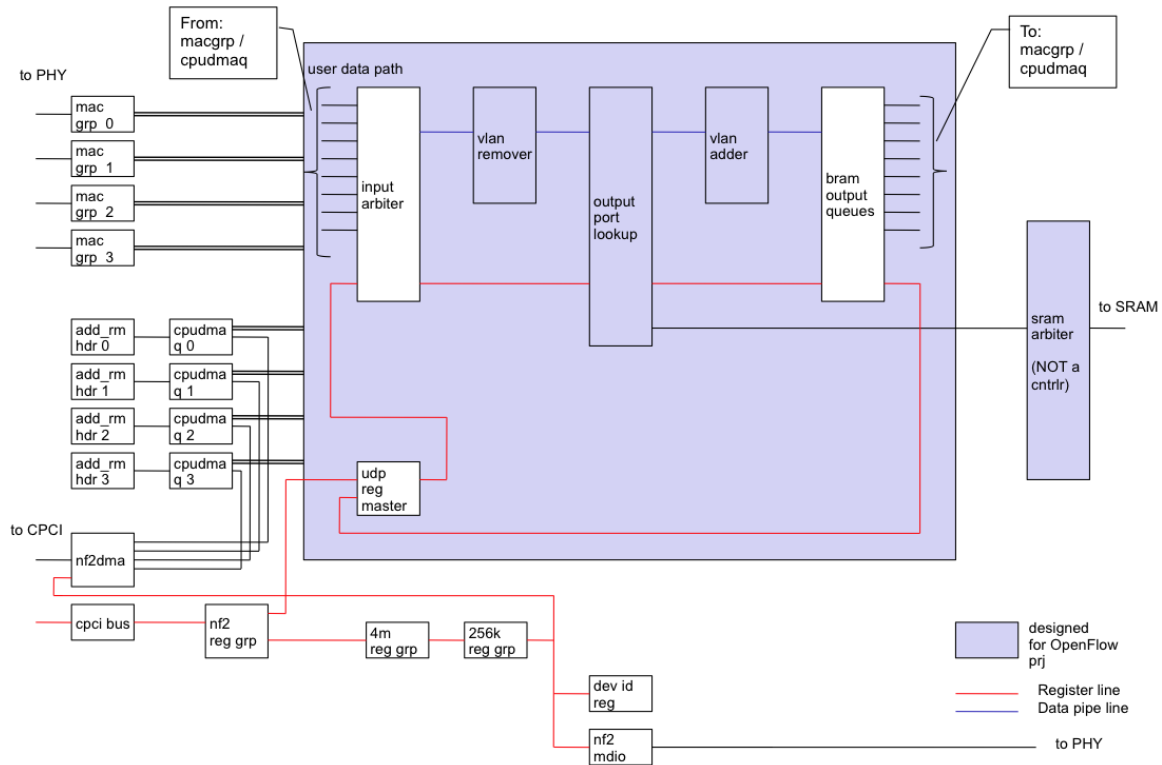 From:
macgrp /
cpudmaq
To:
macgrp /
cpudmaq
to PHY
user data path
mac
grp 0
mac
grp 1
mac
grp 2
mac
grp 3
input
arbiter
vlan
remover
output
port
lookup
vlan
adder
bram
output
queues
to SRAM
sram
arbiter
(NOT a
cntrlr)
add_rm
hdr 0
cpudma
q 0
add_rm
hdr 1
cpudma
q 1
add_rm
hdr 2
cpudma
q 2
add_rm
hdr 3
cpudma
q 3
udp
reg
master
to CPCI
nf2dma
cpci bus
nf2
reg grp
4m
reg grp
256k
reg grp
dev id
reg
nf2
mdio
to PHY
designed
for OpenFlow
prj
Register line
Data pipe line